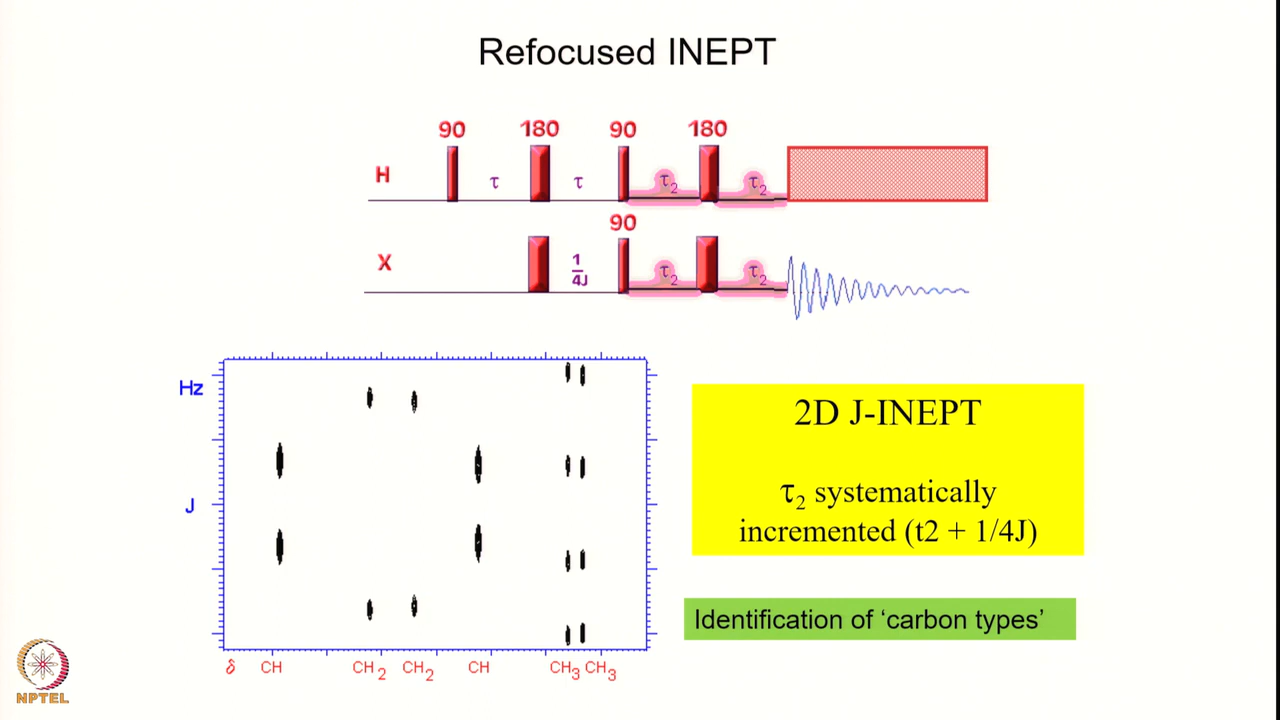 Refocused INEPT
90 180 90 180
H τ τ τ2 τ2
90
X 1/4J τ2 τ2
Hz
J
2D J-INEPT
τ2 systematically
incremented (t2 + 1/4J)
Identification of ‘carbon types’
δ CH CH2 CH2 CH CH3 CH3
NPTEL